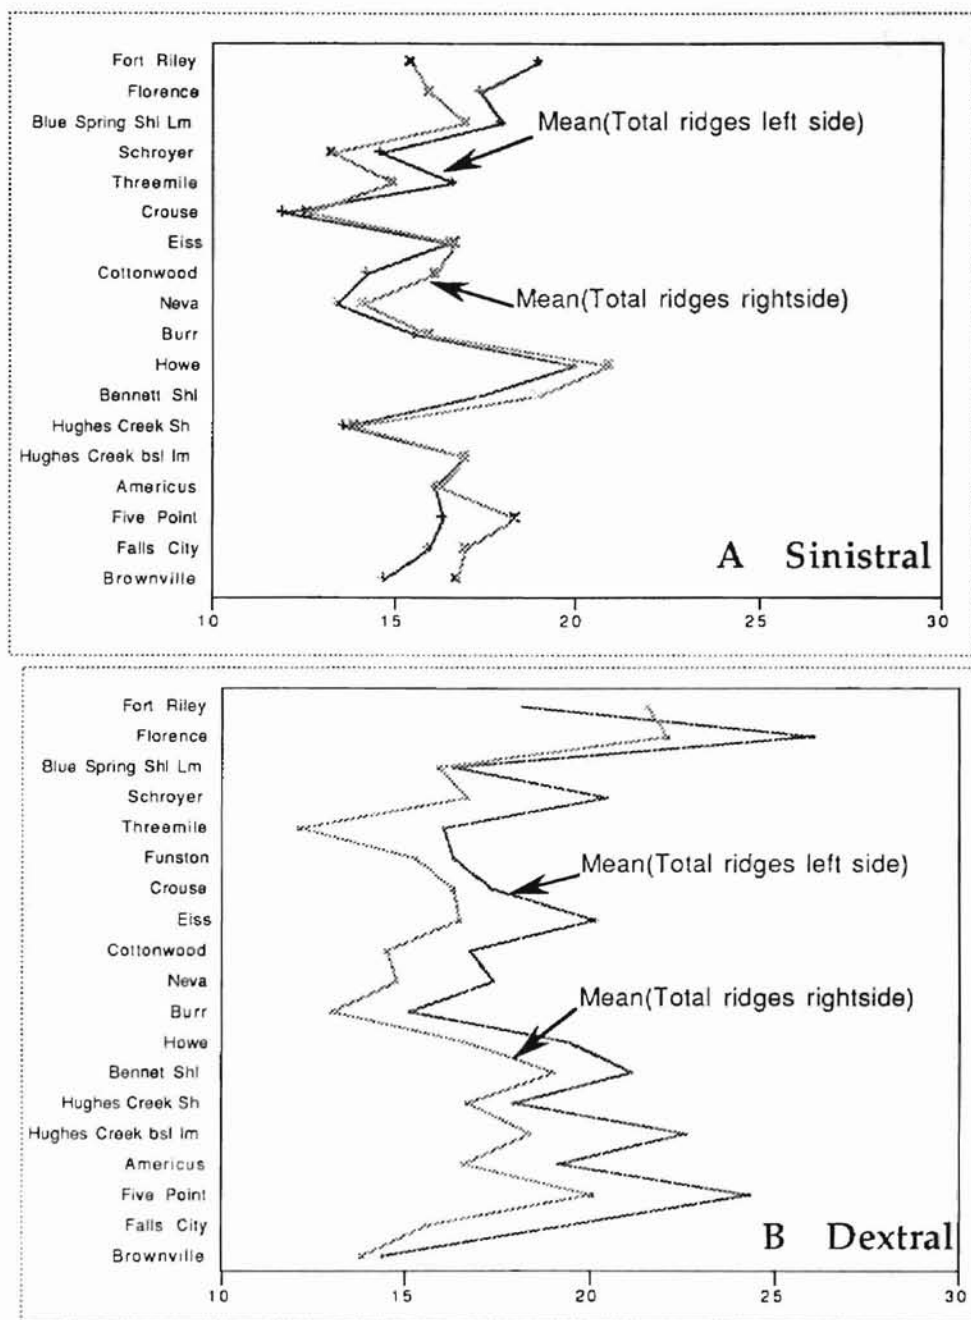 Fort Riley
Florence
Blue Spring Shl Lm
Mean(Total ridges left side)
Schroyer
Threemile
Crouse
Eiss
Cottonwood
Mean(Total ridges rightside)
Neva
Burr
Howe
Bennett Shl
Hughes Creek Sh
Hughes Creek bsl lm
Americus
Five Point
Falls City
A Sinistral
Brownville
10 15 20 25 30
Fort Riley
Florence
Blue Spring Shl Lm
Schroyer
Threemile
Funston
Mean(Total ridges left side)
Crouse
Eiss
Cottonwood
Neva
Mean(Total ridges rightside)
Burr
Howe
Bennet Shl
Hughes Creek Sh
Hughes Creek bsl lm
Americus
Five Point
Falls City
B Dextral
Brownville
10 15 20 25 30